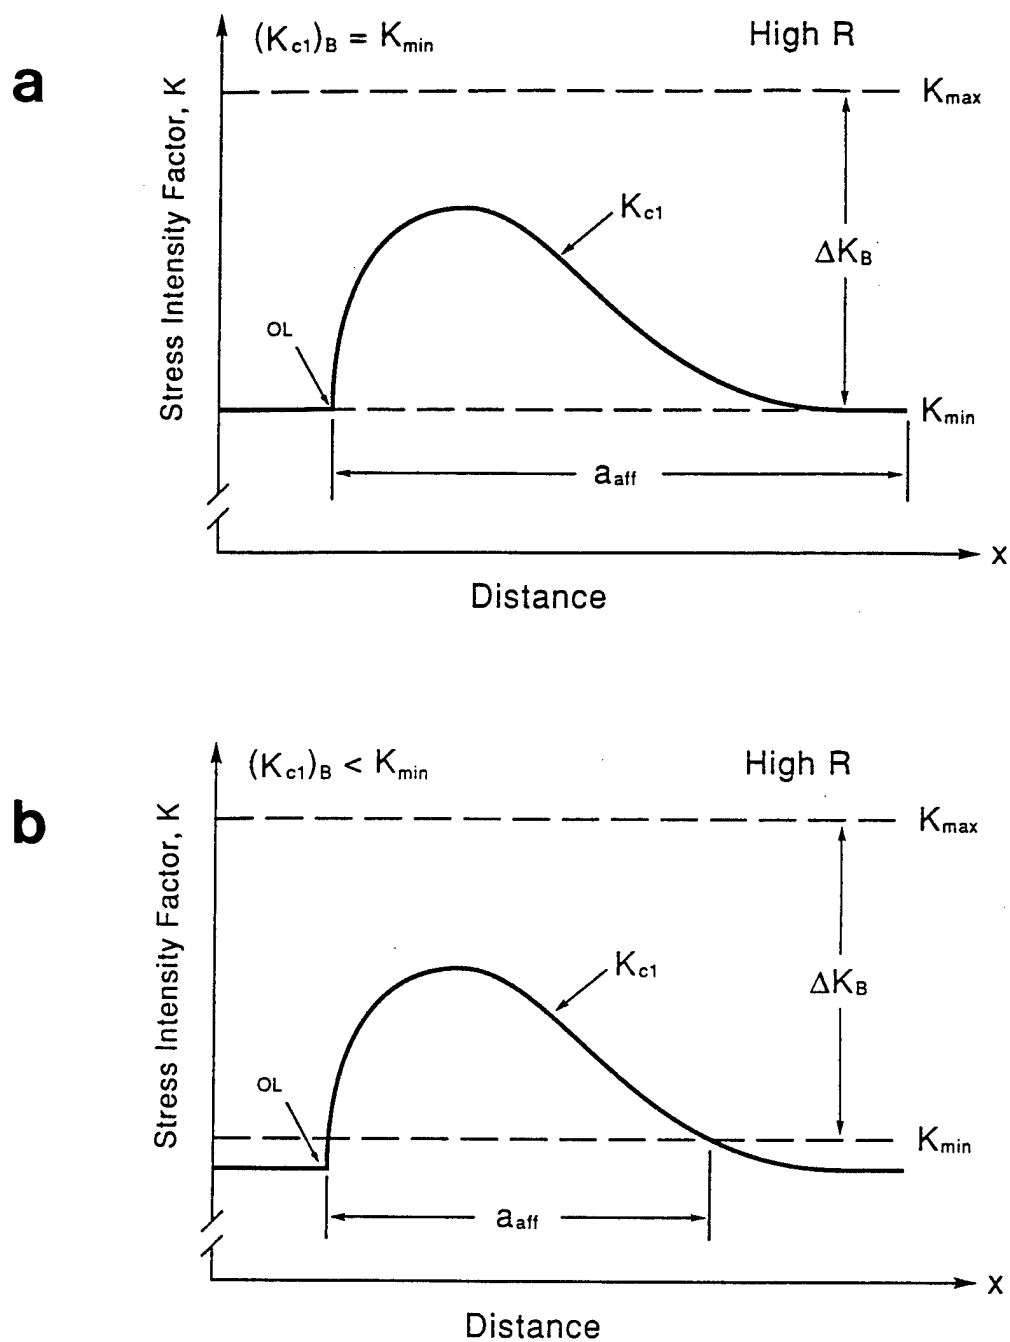 a
(Kc1)B = Kmin
High R
Kmax
Stress Intensity Factor, K
Kc1
ΔKB
OL
Kmin
aaff
x
Distance
b
(Kc1)B < Kmin
High R
Kmax
Stress Intensity Factor, K
Kc1
ΔKB
OL
Kmin
aaff
x
Distance